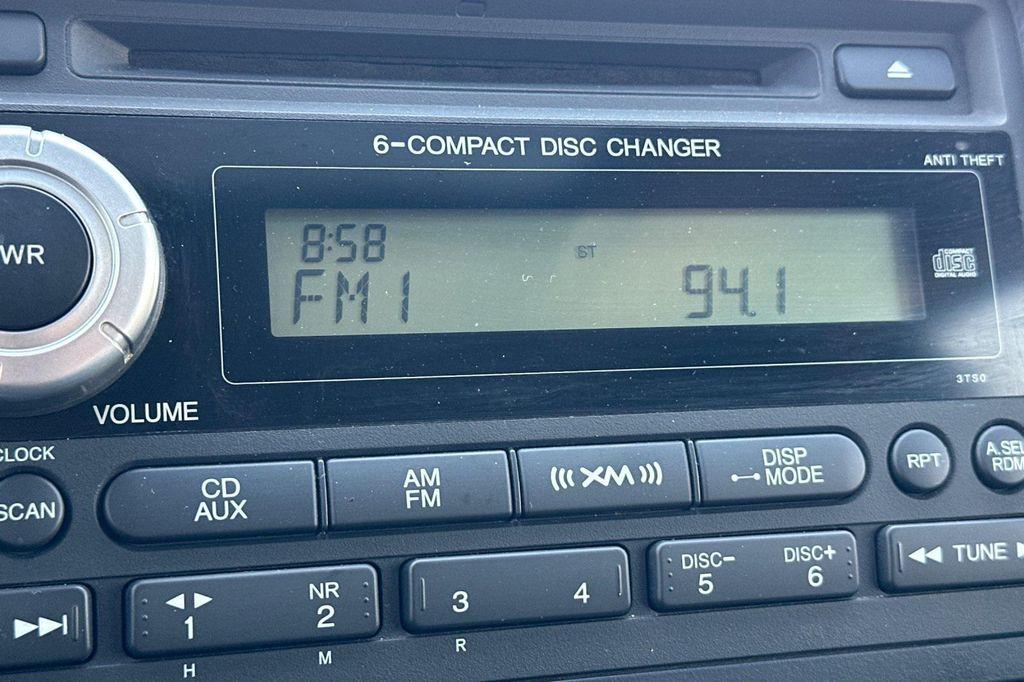 6-COMPACT DISC CHANGER
ANTI THEFT
8:58
ST
FM1
94.1
COMPACT
disc
DIGITAL AUDIO
WR
3TS0
VOLUME
CLOCK
SCAN
CD
AUX
AM
FM
XM
DISP
MODE
RPT
A.SEL
RDM
1
NR
2
3
4
DISC-
5
DISC+
6
TUNE
H
M
R